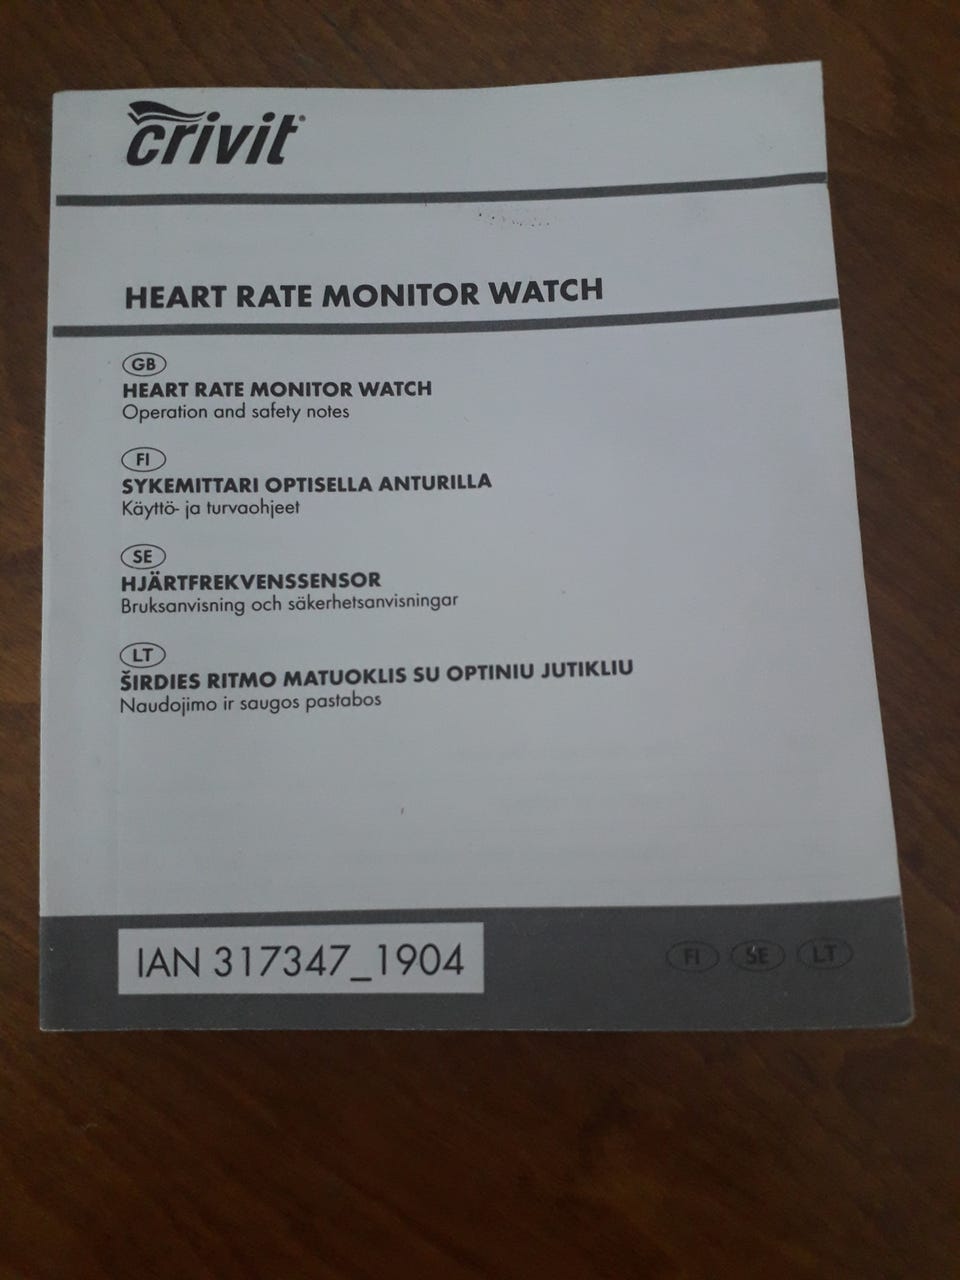 crivit®
HEART RATE MONITOR WATCH
GB
HEART RATE MONITOR WATCH
Operation and safety notes
FI
SYKEMITTARI OPTISELLA ANTURILLA
Käyttö- ja turvaohjeet
SE
HJÄRTFREKVENSSENSOR
Bruksanvisning och säkerhetsanvisningar
LT
ŠIRDIES RITMO MATUOKLIS SU OPTINIU JUTIKLIU
Naudojimo ir saugos pastabos
IAN 317347_1904
FI SE LT